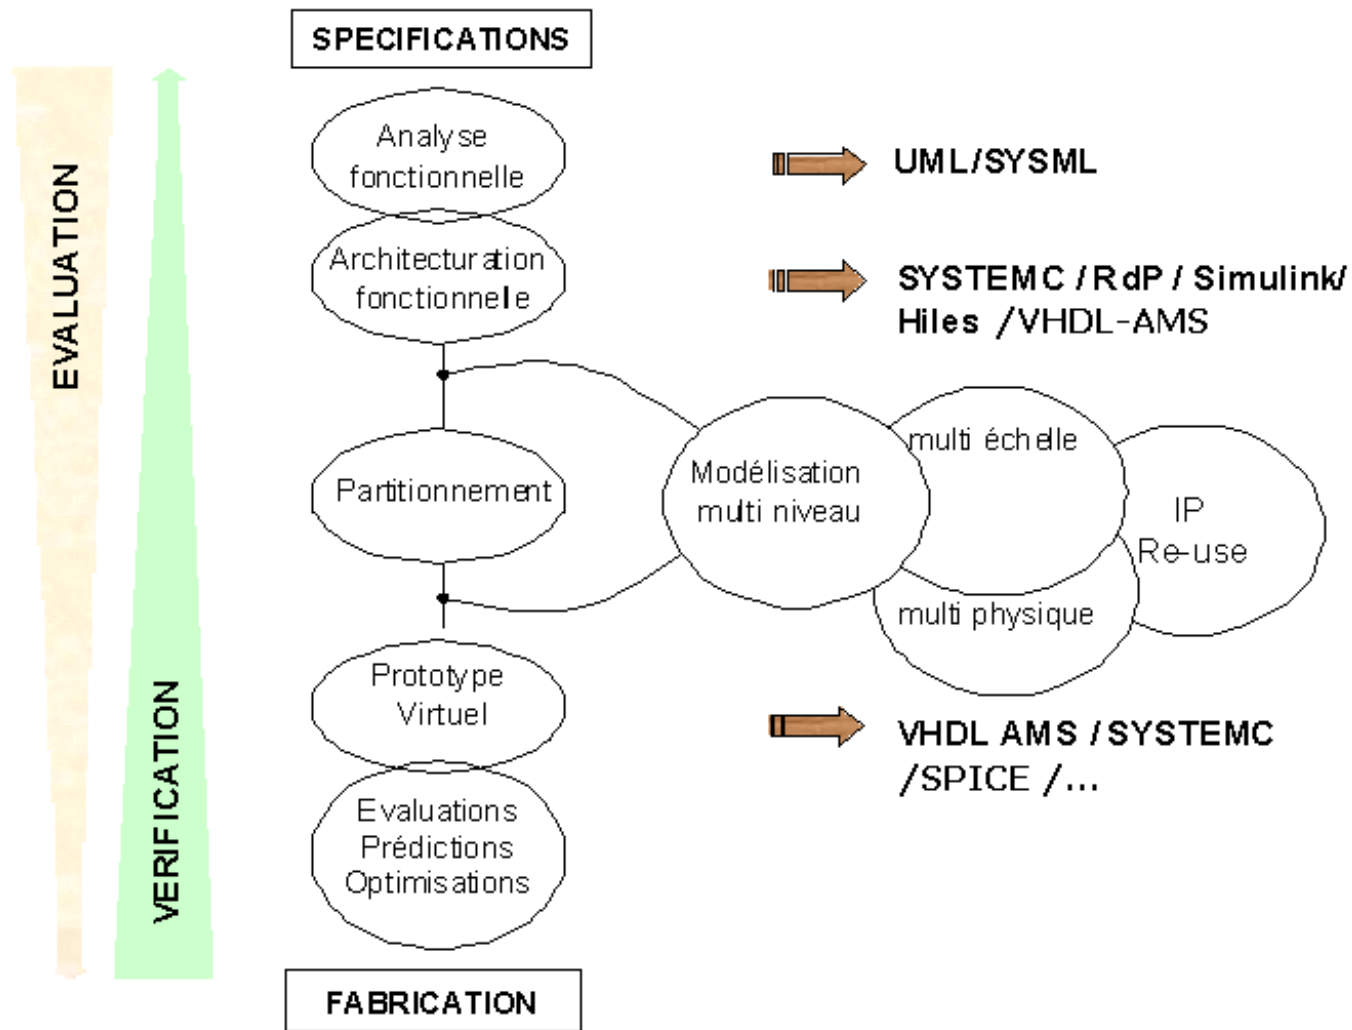 SPECIFICATIONS
EVALUATION
VERIFICATION
Analyse
fonctionnelle
UML/SYSML
Architecturation
fonctionnelle
SYSTEMC / RdP / Simulink/
Hiles /VHDL-AMS
Partitionnement
Modélisation
multi niveau
multi échelle
IP
Re-use
multi physique
Prototype
Virtuel
VHDL AMS / SYSTEMC
/SPICE /...
Evaluations
Prédictions
Optimisations
FABRICATION